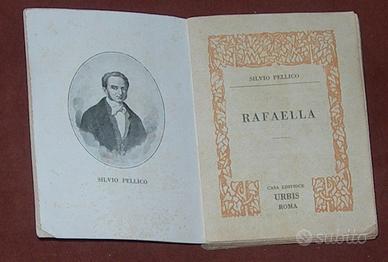 SILVIO PELLICO
SILVIO PELLICO
RAFAELLA
CASA EDITRICE
URBIS
ROMA
subito